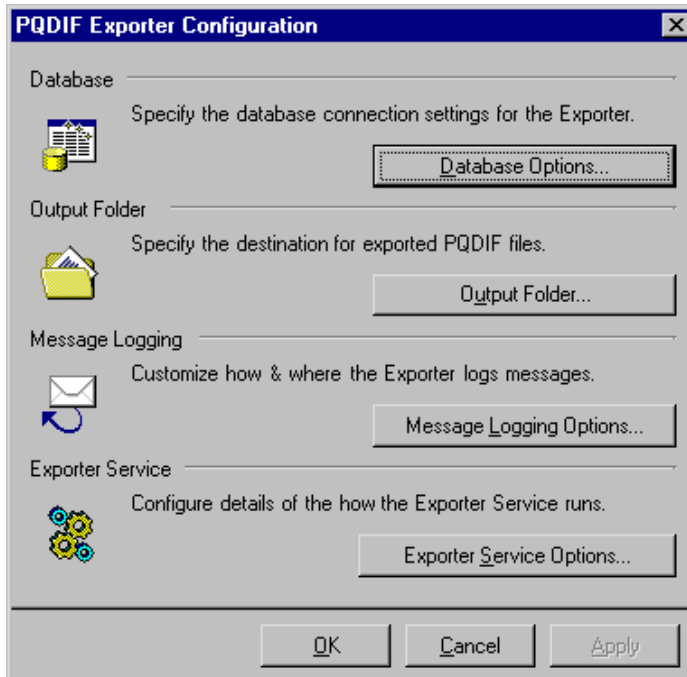 PQDIF Exporter Configuration
Database
Specify the database connection settings for the Exporter.
Database Options...
Output Folder
Specify the destination for exported PQDIF files.
Output Folder...
Message Logging
Customize how & where the Exporter logs messages.
Message Logging Options...
Exporter Service
Configure details of the how the Exporter Service runs.
Exporter Service Options...
OK Cancel Apply